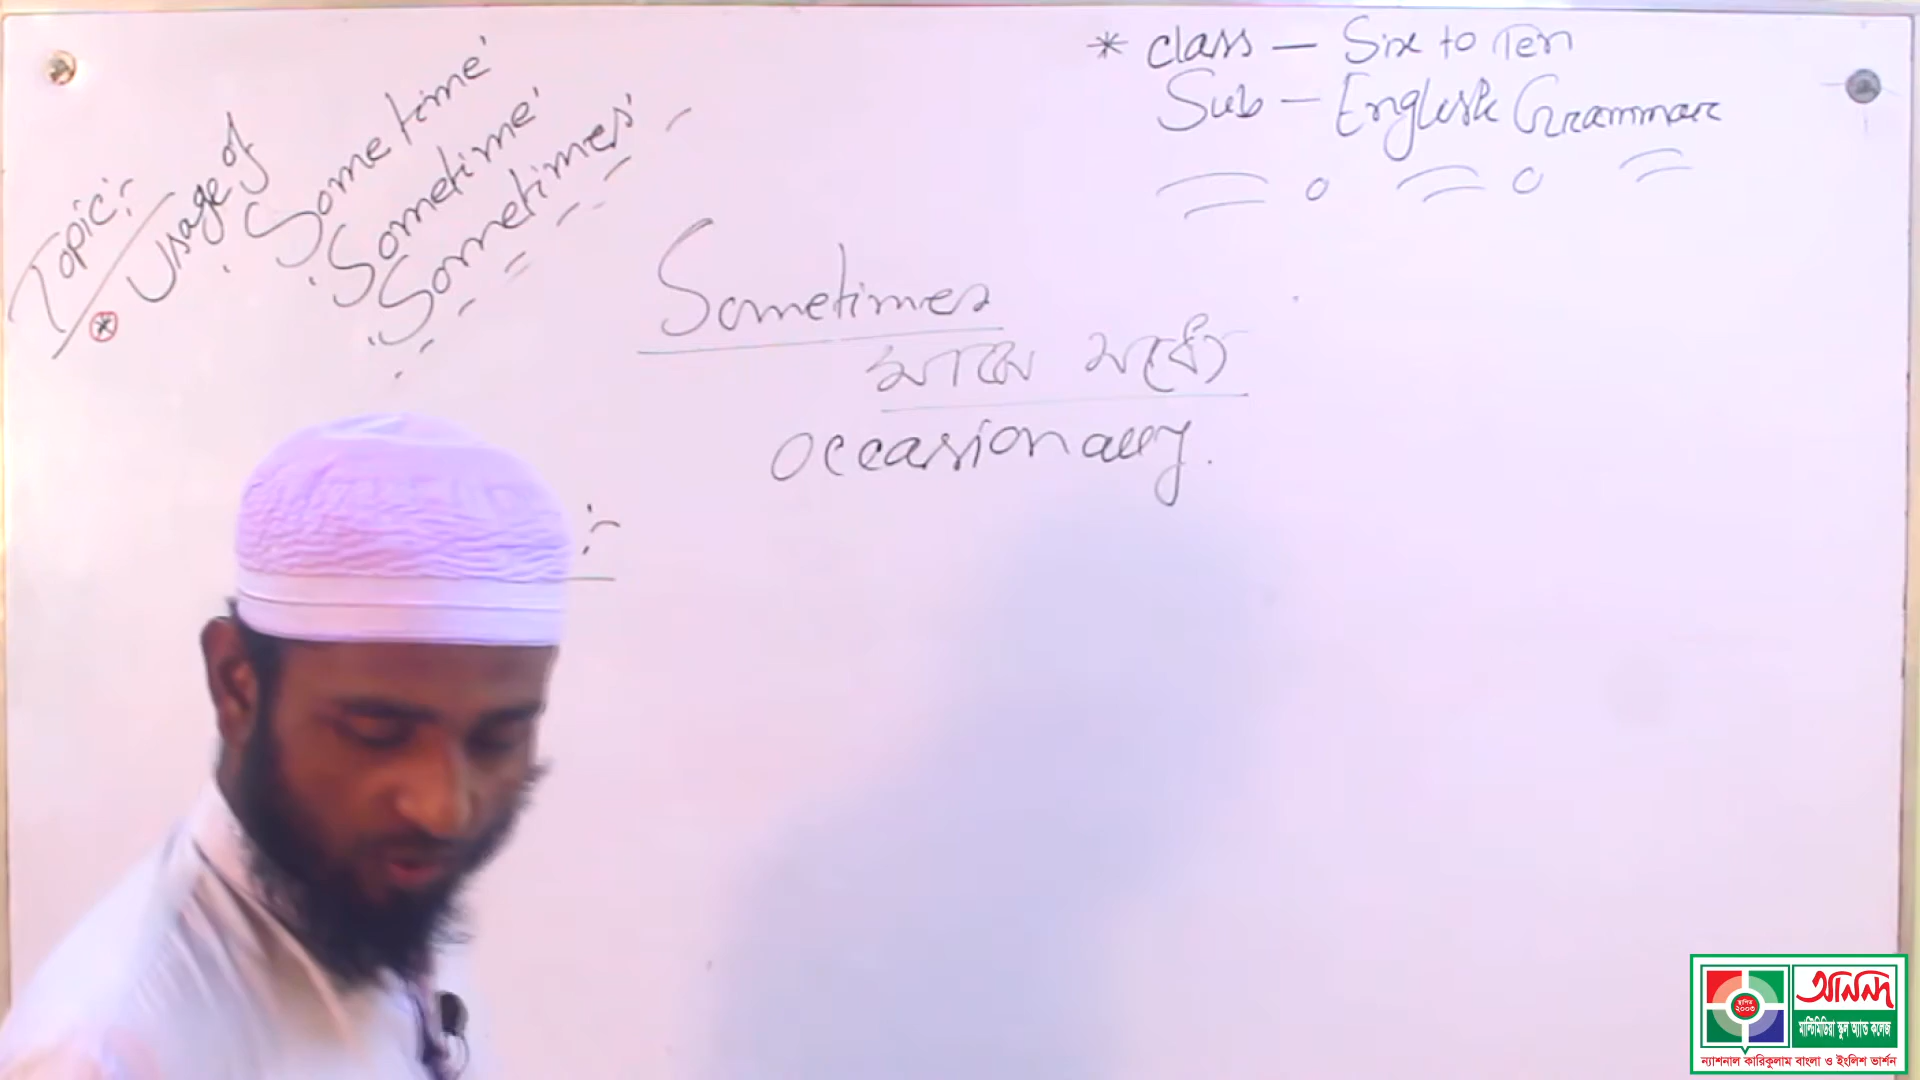 * Class — Six to Ten
Sub — English Grammar
Topic:-
* Usage of
'Some time'
'Sometime'
'Sometimes'
Sometimes
মাঝে মধ্যে
occasionally.
:-
স্থাপিত
২০০৩
আনন্দ
মাল্টিমিডিয়া স্কুল অ্যান্ড কলেজ
ন্যাশনাল কারিকুলাম বাংলা ও ইংলিশ ভার্শন